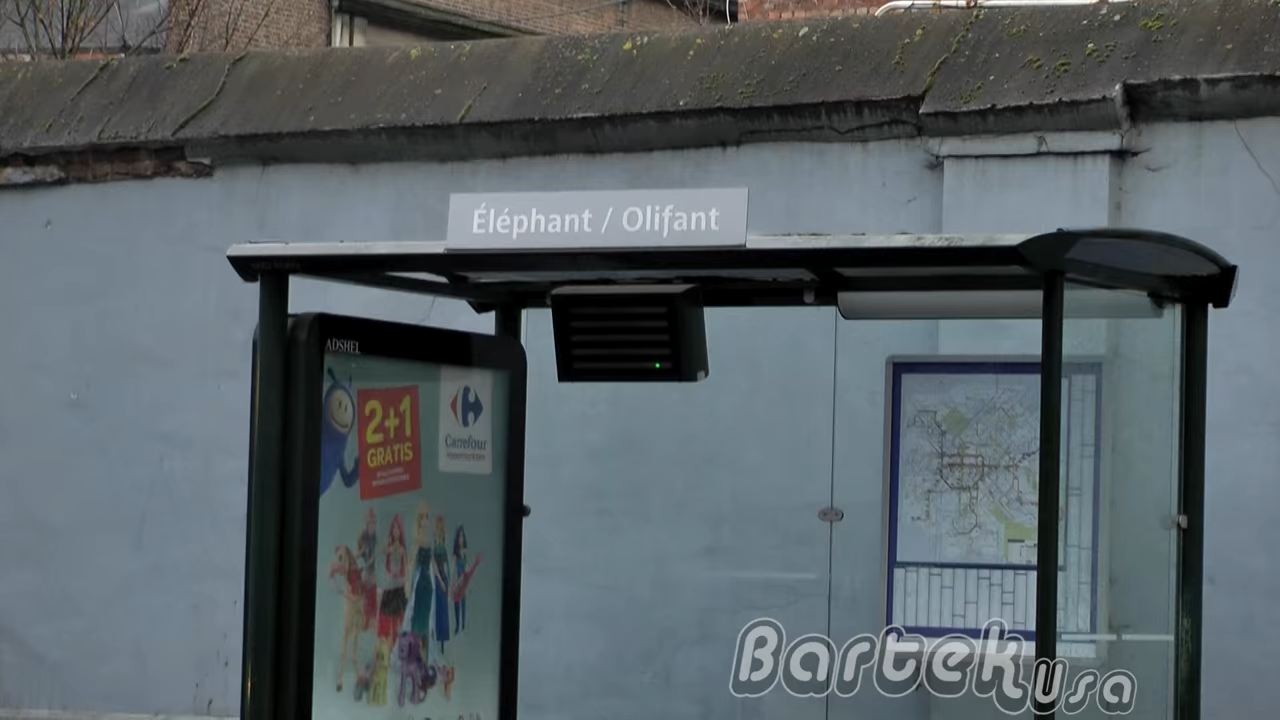 Éléphant / Olifant
ADSHEL
2+1
GRATIS
Carrefour
BartekUsa